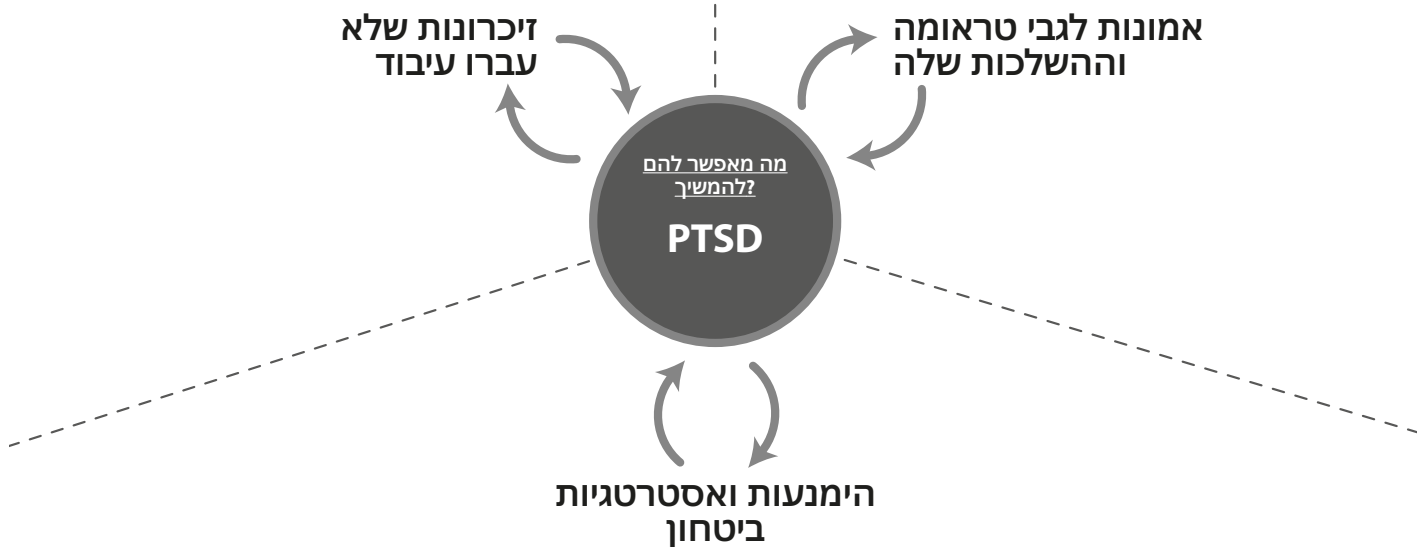 אמונות לגבי טראומה
וההשלכות שלה
זיכרונות שלא
עברו עיבוד
מה מאפשר להם
להמשיך?
PTSD
הימנעות ואסטרטגיות
ביטחון